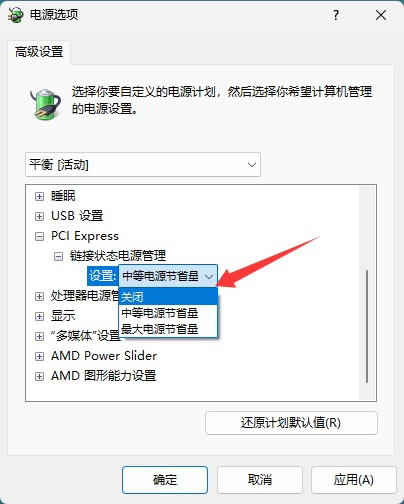 电源选项
?
高级设置
选择你要自定义的电源计划，然后选择你希望计算机管理
的电源设置。
平衡 [活动]
睡眠
USB 设置
PCI Express
链接状态电源管理
设置: 中等电源节省量
关闭
处理器电源管
中等电源节省量
显示
最大电源节省量
“多媒体”设置
AMD Power Slider
AMD 图形能力设置
还原计划默认值(R)
确定 取消 应用(A)